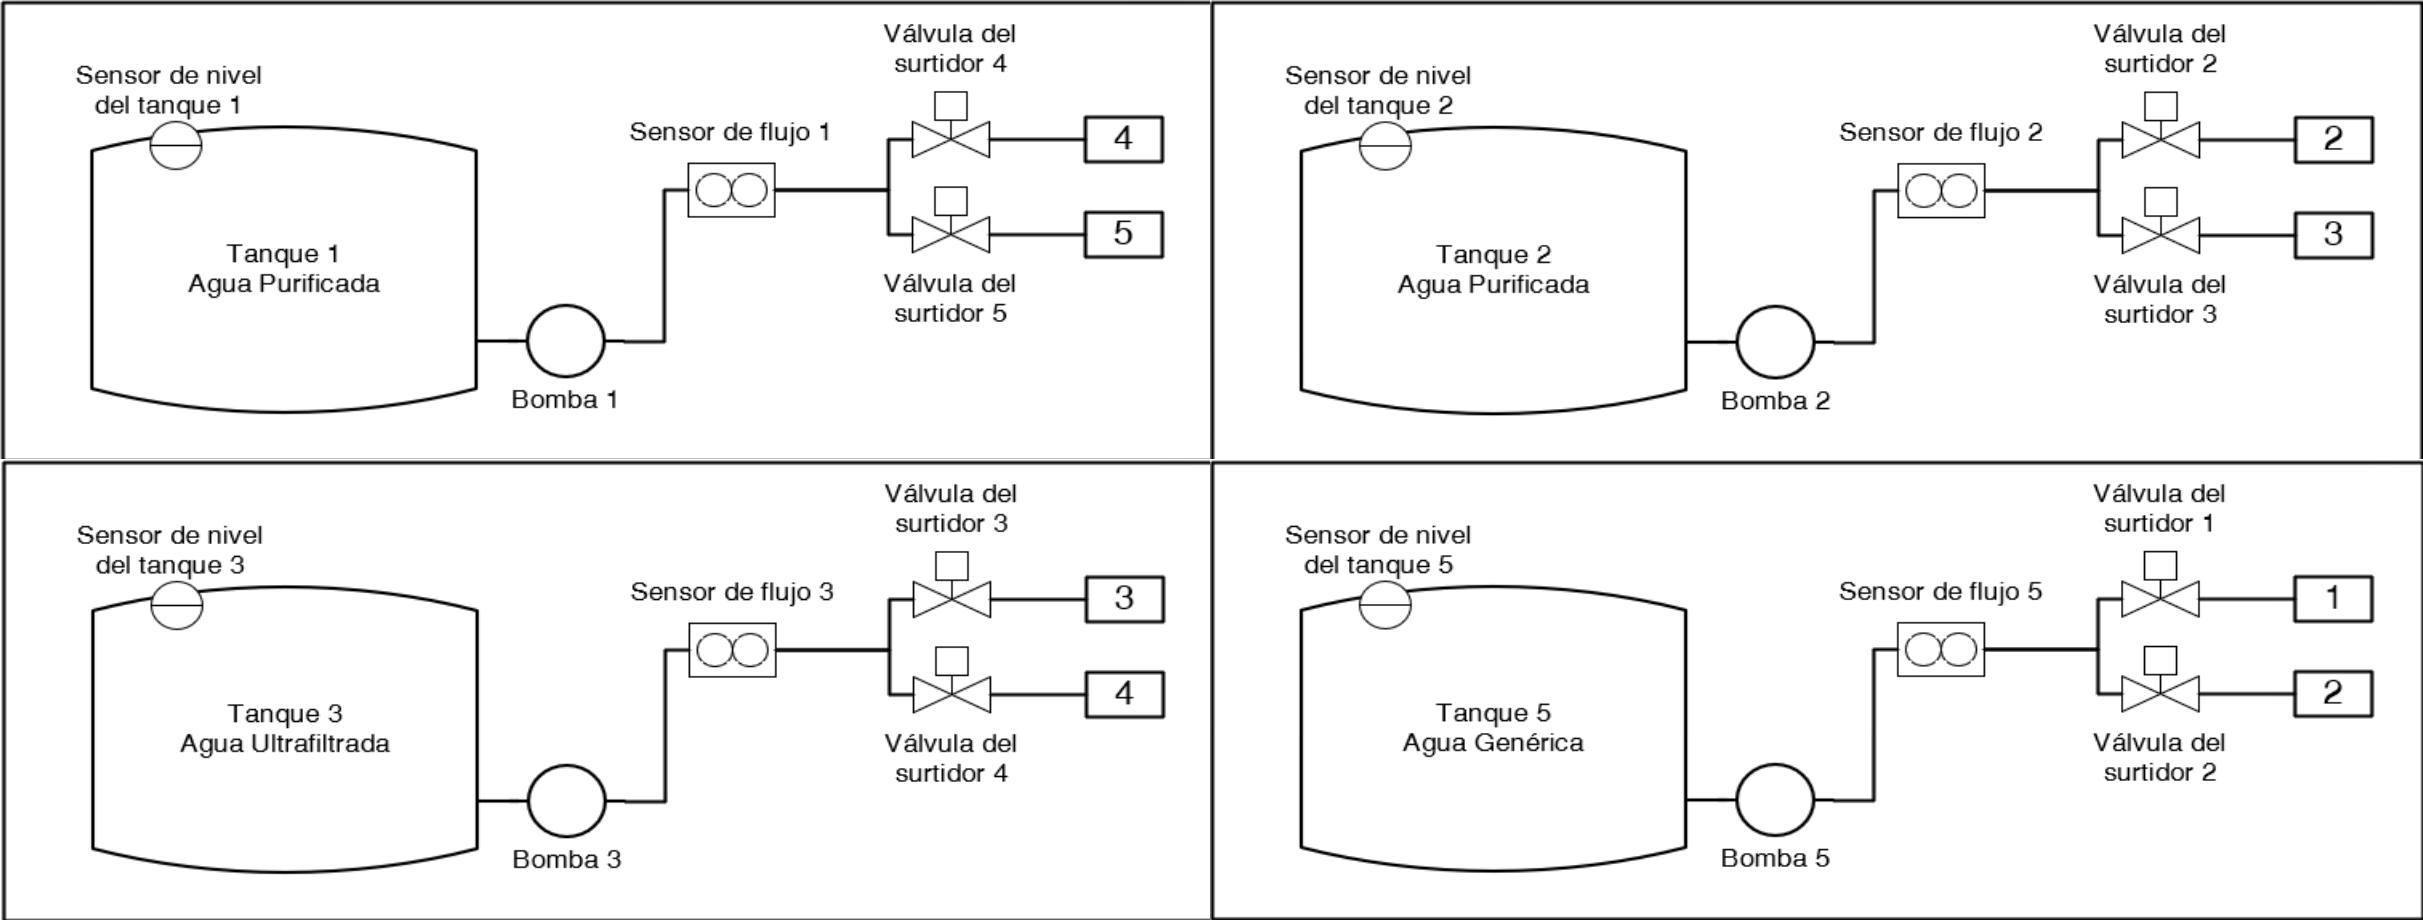 Sensor de nivel
del tanque 1
Tanque 1
Agua Purificada
Bomba 1
Sensor de flujo 1
Válvula del
surtidor 4
4
5
Válvula del
surtidor 5
Sensor de nivel
del tanque 2
Tanque 2
Agua Purificada
Bomba 2
Sensor de flujo 2
Válvula del
surtidor 2
2
3
Válvula del
surtidor 3
Sensor de nivel
del tanque 3
Tanque 3
Agua Ultrafiltrada
Bomba 3
Sensor de flujo 3
Válvula del
surtidor 3
3
4
Válvula del
surtidor 4
Sensor de nivel
del tanque 5
Tanque 5
Agua Genérica
Bomba 5
Sensor de flujo 5
Válvula del
surtidor 1
1
2
Válvula del
surtidor 2